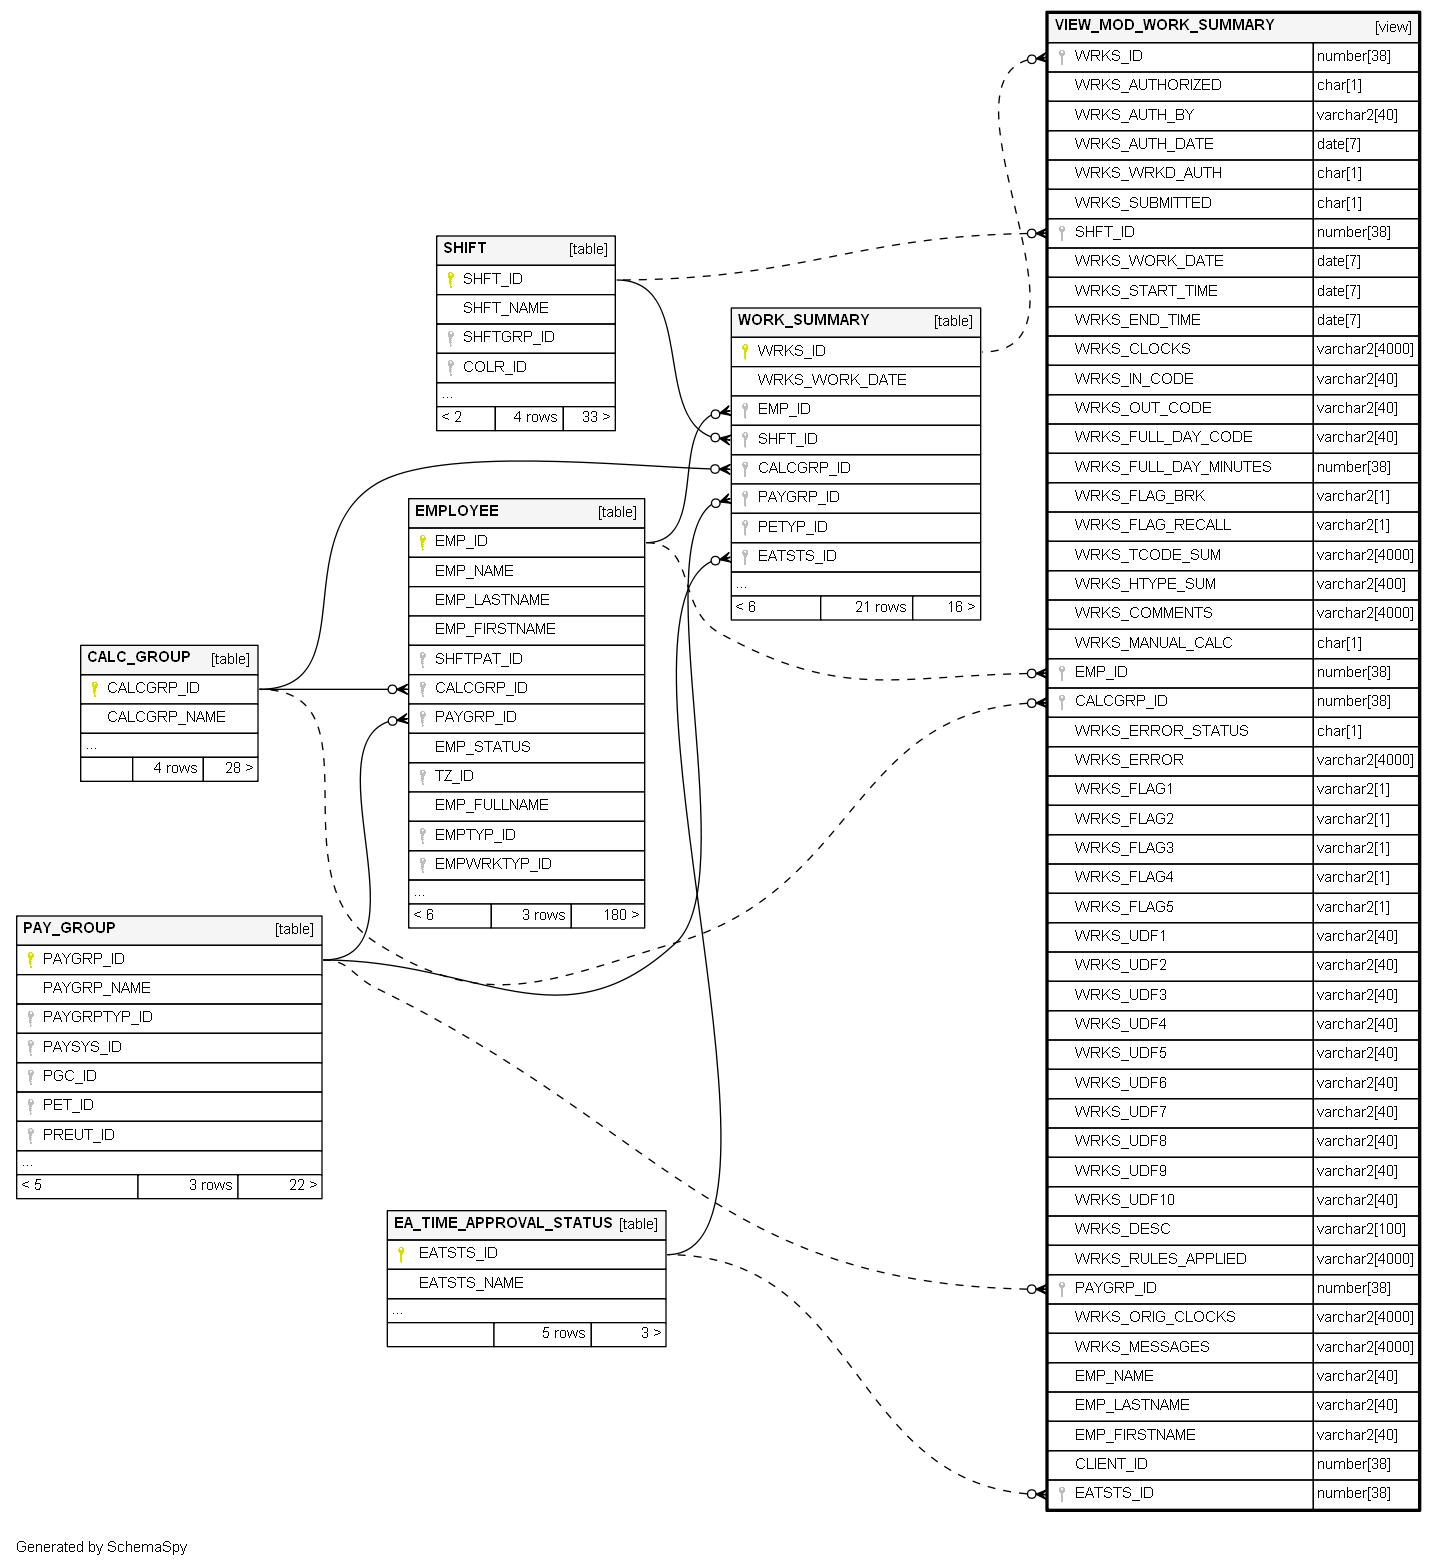 VIEW_MOD_WORK_SUMMARY [view]
WRKS_ID number[38]
WRKS_AUTHORIZED char[1]
WRKS_AUTH_BY varchar2[40]
WRKS_AUTH_DATE date[7]
WRKS_WRKD_AUTH char[1]
WRKS_SUBMITTED char[1]
SHFT_ID number[38]
WRKS_WORK_DATE date[7]
WRKS_START_TIME date[7]
WRKS_END_TIME date[7]
WRKS_CLOCKS varchar2[4000]
WRKS_IN_CODE varchar2[40]
WRKS_OUT_CODE varchar2[40]
WRKS_FULL_DAY_CODE varchar2[40]
WRKS_FULL_DAY_MINUTES number[38]
WRKS_FLAG_BRK varchar2[1]
WRKS_FLAG_RECALL varchar2[1]
WRKS_TCODE_SUM varchar2[4000]
WRKS_HTYPE_SUM varchar2[400]
WRKS_COMMENTS varchar2[4000]
WRKS_MANUAL_CALC char[1]
EMP_ID number[38]
CALCGRP_ID number[38]
WRKS_ERROR_STATUS char[1]
WRKS_ERROR varchar2[4000]
WRKS_FLAG1 varchar2[1]
WRKS_FLAG2 varchar2[1]
WRKS_FLAG3 varchar2[1]
WRKS_FLAG4 varchar2[1]
WRKS_FLAG5 varchar2[1]
WRKS_UDF1 varchar2[40]
WRKS_UDF2 varchar2[40]
WRKS_UDF3 varchar2[40]
WRKS_UDF4 varchar2[40]
WRKS_UDF5 varchar2[40]
WRKS_UDF6 varchar2[40]
WRKS_UDF7 varchar2[40]
WRKS_UDF8 varchar2[40]
WRKS_UDF9 varchar2[40]
WRKS_UDF10 varchar2[40]
WRKS_DESC varchar2[100]
WRKS_RULES_APPLIED varchar2[4000]
PAYGRP_ID number[38]
WRKS_ORIG_CLOCKS varchar2[4000]
WRKS_MESSAGES varchar2[4000]
EMP_NAME varchar2[40]
EMP_LASTNAME varchar2[40]
EMP_FIRSTNAME varchar2[40]
CLIENT_ID number[38]
EATSTS_ID number[38]
SHIFT [table]
SHFT_ID
SHFT_NAME
SHFTGRP_ID
COLR_ID
...
< 2 4 rows 33 >
WORK_SUMMARY [table]
WRKS_ID
WRKS_WORK_DATE
EMP_ID
SHFT_ID
CALCGRP_ID
PAYGRP_ID
PETYP_ID
EATSTS_ID
...
< 6 21 rows 16 >
EMPLOYEE [table]
EMP_ID
EMP_NAME
EMP_LASTNAME
EMP_FIRSTNAME
SHFTPAT_ID
CALCGRP_ID
PAYGRP_ID
EMP_STATUS
TZ_ID
EMP_FULLNAME
EMPTYP_ID
EMPWRKTYP_ID
...
< 6 3 rows 180 >
CALC_GROUP [table]
CALCGRP_ID
CALCGRP_NAME
...
4 rows 28 >
PAY_GROUP [table]
PAYGRP_ID
PAYGRP_NAME
PAYGRPTYP_ID
PAYSYS_ID
PGC_ID
PET_ID
PREUT_ID
...
< 5 3 rows 22 >
EA_TIME_APPROVAL_STATUS [table]
EATSTS_ID
EATSTS_NAME
...
5 rows 3 >
Generated by SchemaSpy